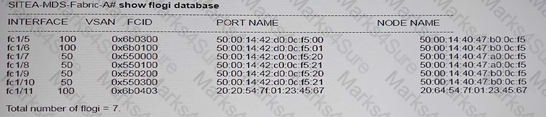 SITEA-MDS-Fabric-A# show flogi database
INTERFACE VSAN FCID PORT NAME NODE NAME
fc1/5 100 0x6b0300 50:00:14:42:d0:0c:f5:00 50:00:14:40:47:b0:0c:f5
fc1/6 100 0x6b0100 50:00:14:42:d0:0c:f5:01 50:00:14:40:47:b0:0c:f5
fc1/7 50 0x550000 50:00:14:42:c0:0c:f5:20 50:00:14:40:47:a0:0c:f5
fc1/8 50 0x550100 50:00:14:42:c0:0c:f5:21 50:00:14:40:47:a0:0c:f5
fc1/9 50 0x550200 50:00:14:42:d0:0c:f5:20 50:00:14:40:47:b0:0c:f5
fc1/10 50 0x550300 50:00:14:42:d0:0c:f5:21 50:00:14:40:47:b0:0c:f5
fc1/11 100 0x6b0403 20:20:54:7f:01:23:45:67 20:64:54:7f:01:23:45:67
Total number of flogi = 7.